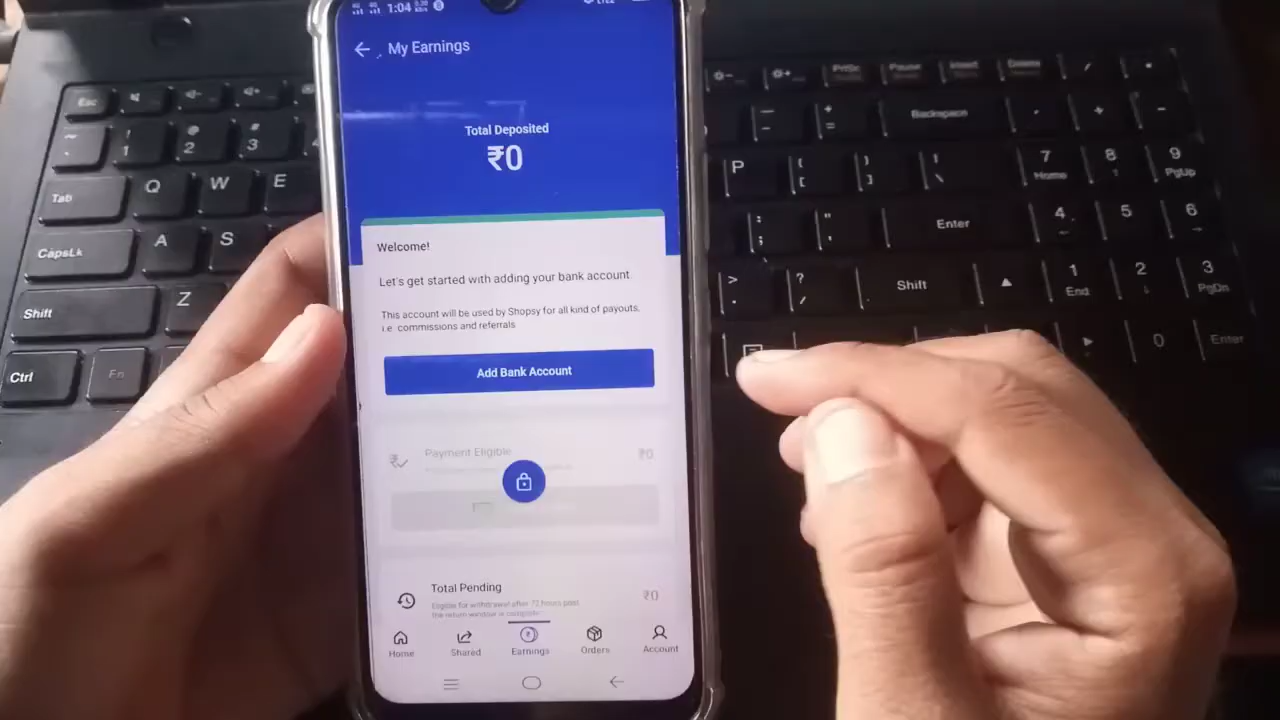 1:04
My Earnings
Total Deposited
₹0
Welcome!
Let's get started with adding your bank account
This account will be used by Shopsy for all kind of payouts,
i.e commissions and referrals
Add Bank Account
Payment Eligible
₹0
Total Pending
₹0
Eligible for withdrawal after 72 hours post
the return window is complete
Home
Shared
Earnings
Orders
Account
Esc
1
@
2
#
3
Tab
Q
W
E
CapsLk
A
S
Shift
Z
Ctrl
Fn
PrtSc
Pause
Insert
Delete
Backspace
P
7
Home
8
9
PgUp
Enter
4
5
6
Shift
1
End
2
3
PgDn
0
Enter